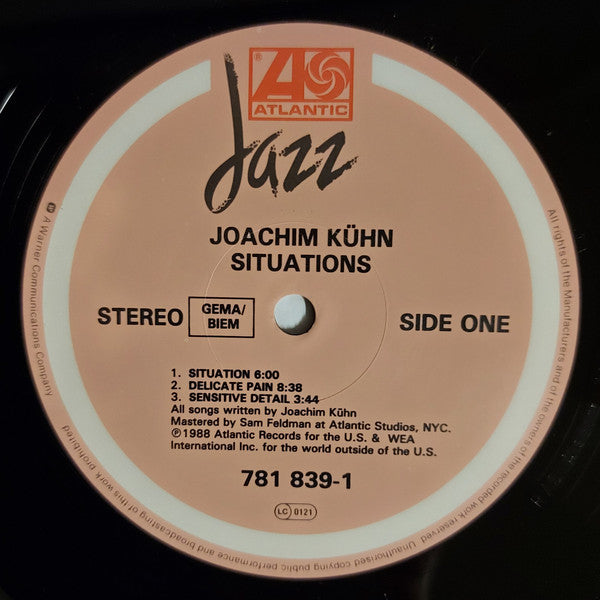 ATLANTIC
Jazz
JOACHIM KÜHN
SITUATIONS
STEREO
GEMA/
BIEM
SIDE ONE
1. SITUATION 6:00
2. DELICATE PAIN 8:38
3. SENSITIVE DETAIL 3:44
All songs written by Joachim Kühn
Mastered by Sam Feldman at Atlantic Studios, NYC.
℗1988 Atlantic Records for the U.S. & WEA
International Inc. for the world outside of the U.S.
781 839-1
LC 0121
A Warner Communications Company
All rights of the Manufacturers and of the owners of the recorded work reserved. Unauthorised copying public performance and broadcasting of this work prohibited